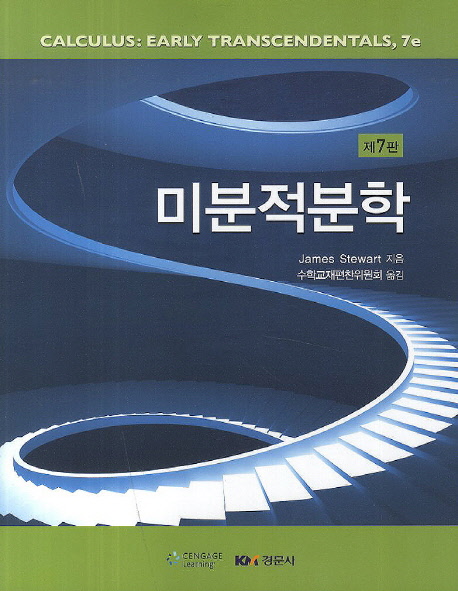 CALCULUS: EARLY TRANSCENDENTALS, 7e
제7판
미분적분학
James Stewart 지음
수학교재편찬위원회 옮김
CENGAGE
Learning
KM 경문사